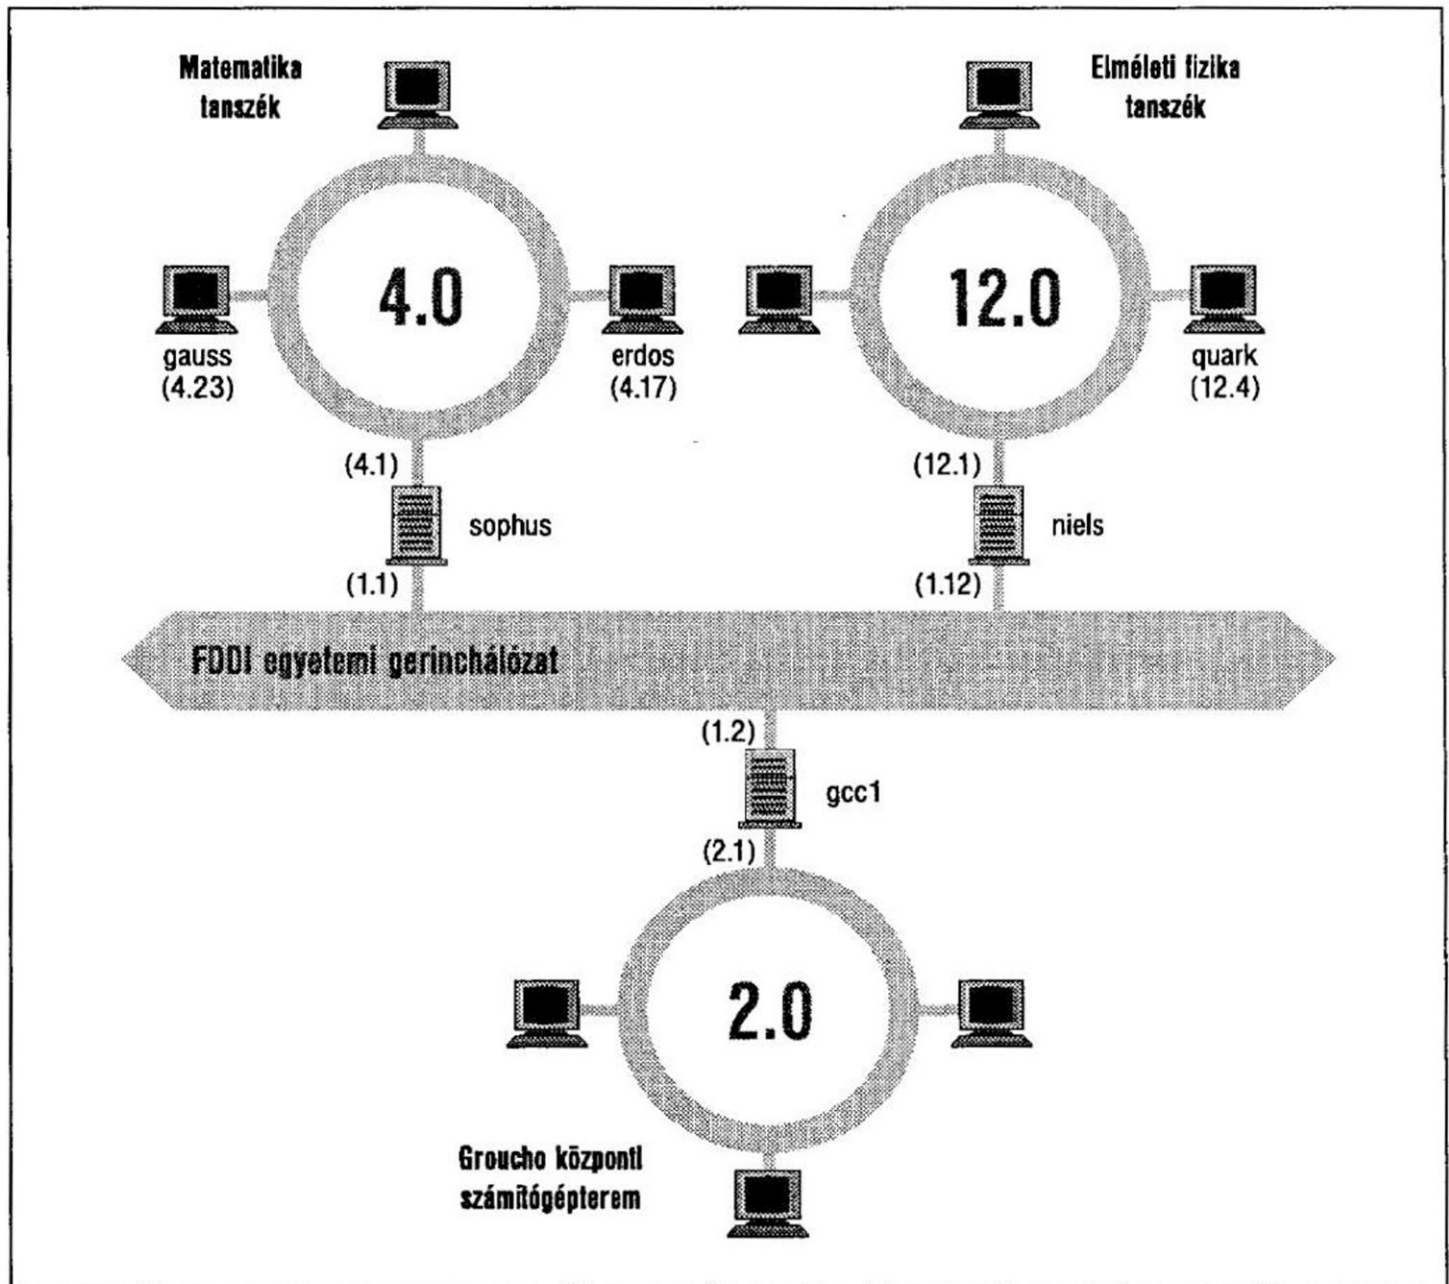 Matematika
tanszék
Elméleti fizika
tanszék
4.0
12.0
gauss
(4.23)
erdos
(4.17)
quark
(12.4)
(4.1)
(12.1)
sophus
niels
(1.1)
(1.12)
FDDI egyetemi gerinchálózat
(1.2)
gcc1
(2.1)
2.0
Groucho központi
számítógépterem